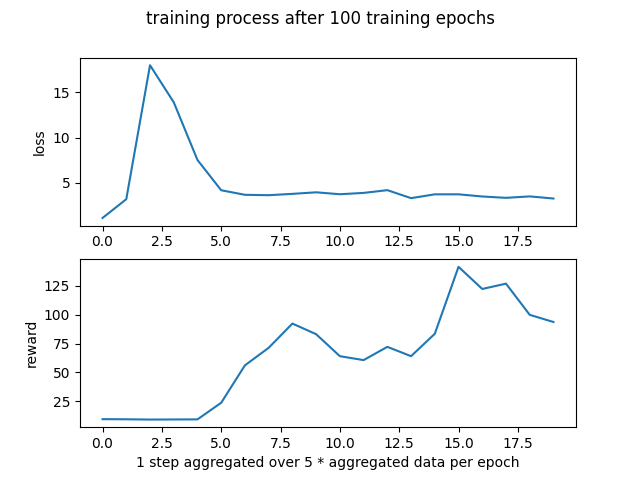 training process after 100 training epochs
loss
15
10
5
0.0 2.5 5.0 7.5 10.0 12.5 15.0 17.5
reward
125
100
75
50
25
0.0 2.5 5.0 7.5 10.0 12.5 15.0 17.5
1 step aggregated over 5 * aggregated data per epoch